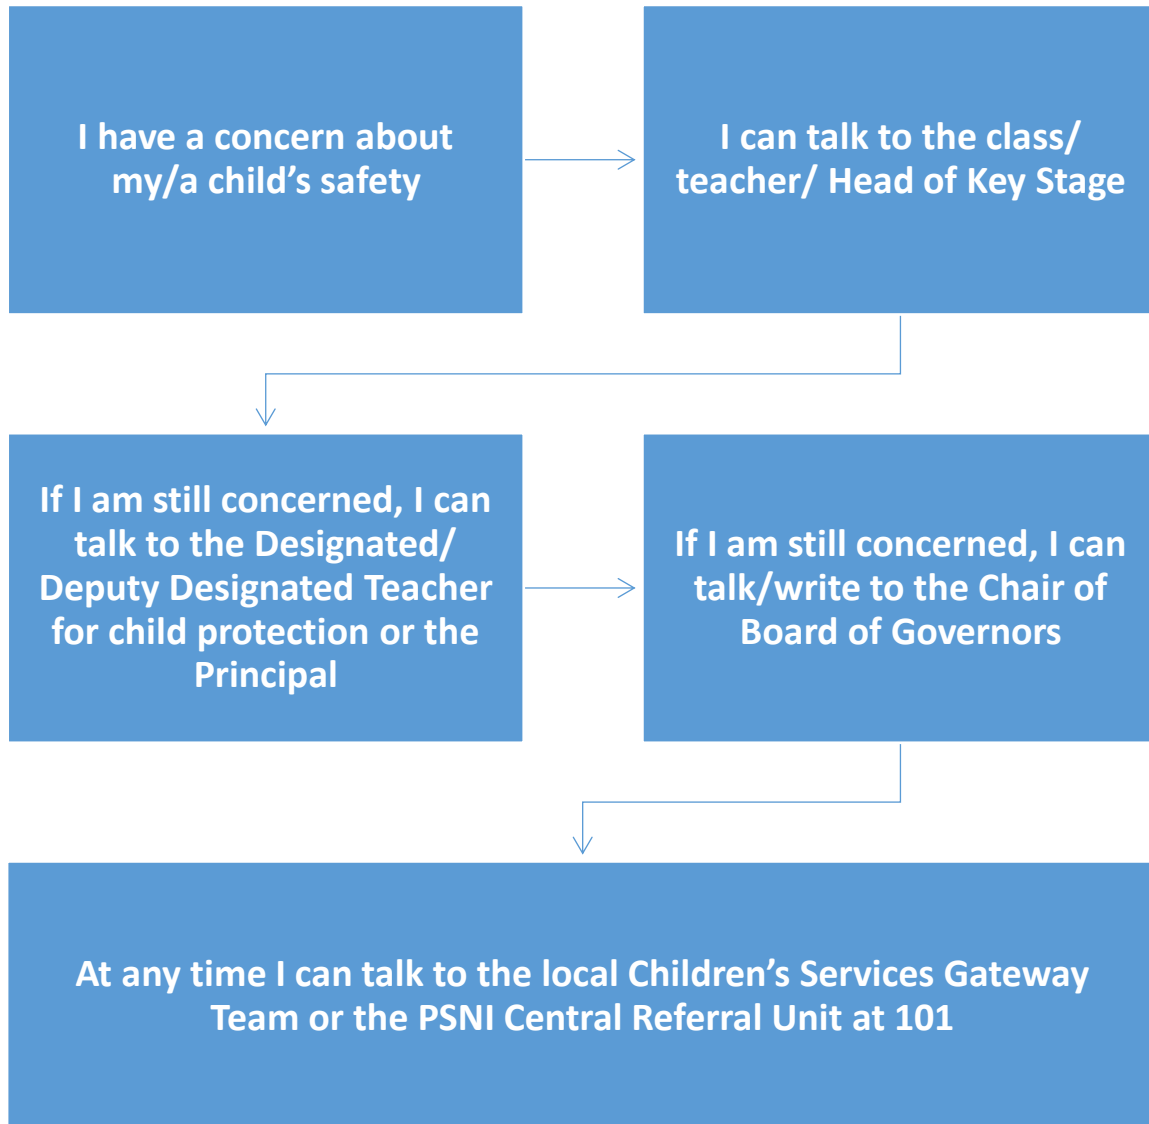 I have a concern about
my/a child's safety
I can talk to the class/
teacher/ Head of Key Stage
If I am still concerned, I can
talk to the Designated/
Deputy Designated Teacher
for child protection or the
Principal
If I am still concerned, I can
talk/write to the Chair of
Board of Governors
At any time I can talk to the local Children’s Services Gateway
Team or the PSNI Central Referral Unit at 101